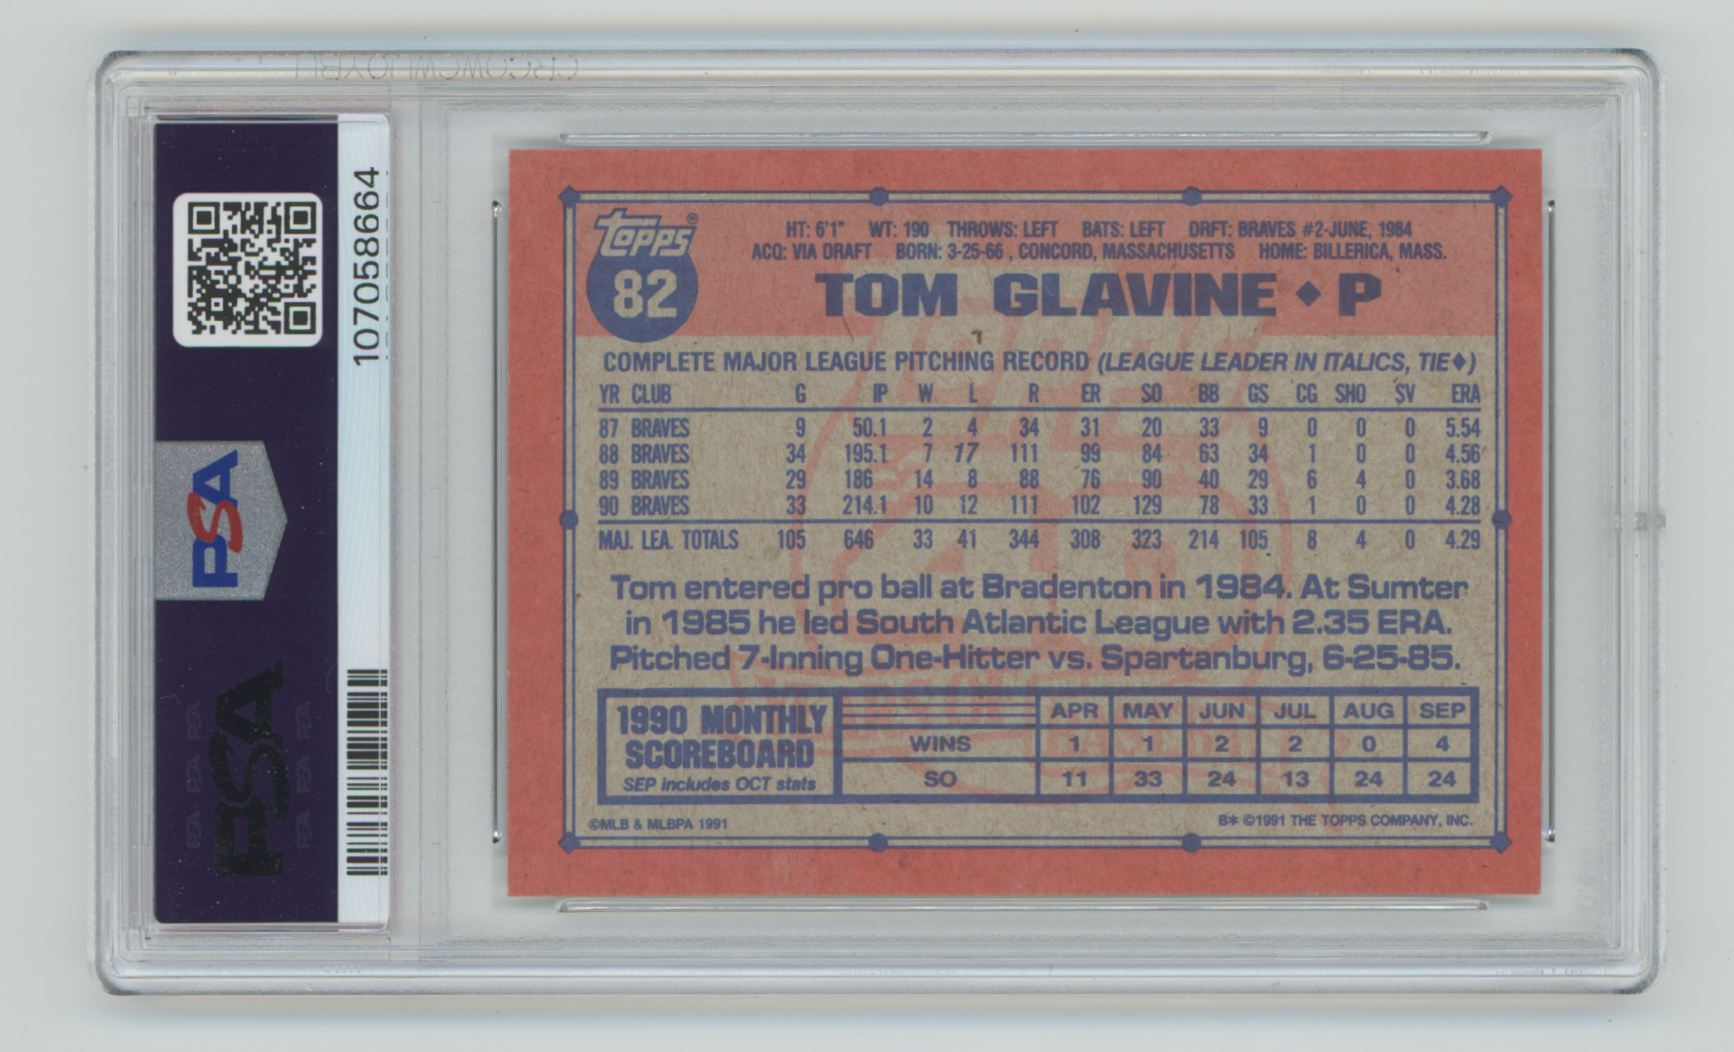 107058664
PSA
PSA
topps®
82
HT: 6'1" WT: 190 THROWS: LEFT BATS: LEFT DRFT: BRAVES #2-JUNE, 1984
ACQ: VIA DRAFT BORN: 3-25-66, CONCORD, MASSACHUSETTS HOME: BILLERICA, MASS.
TOM GLAVINE ◆ P
COMPLETE MAJOR LEAGUE PITCHING RECORD (LEAGUE LEADER IN ITALICS, TIE◆)
YR CLUB G IP W L R ER SO BB GS CG SHO SV ERA
87 BRAVES 9 50.1 2 4 34 31 20 33 9 0 0 0 5.54
88 BRAVES 34 195.1 7 17 111 99 84 63 34 1 0 0 4.56
89 BRAVES 29 186 14 8 88 76 90 40 29 6 4 0 3.68
90 BRAVES 33 214.1 10 12 111 102 129 78 33 1 0 0 4.28
MAJ. LEA. TOTALS 105 646 33 41 344 308 323 214 105 8 4 0 4.29
Tom entered pro ball at Bradenton in 1984. At Sumter
in 1985 he led South Atlantic League with 2.35 ERA.
Pitched 7-Inning One-Hitter vs. Spartanburg, 6-25-85.
1990 MONTHLY
SCOREBOARD
SEP includes OCT stats
APR MAY JUN JUL AUG SEP
WINS 1 1 2 2 0 4
SO 11 33 24 13 24 24
©MLB & MLBPA 1991
B* ©1991 THE TOPPS COMPANY, INC.